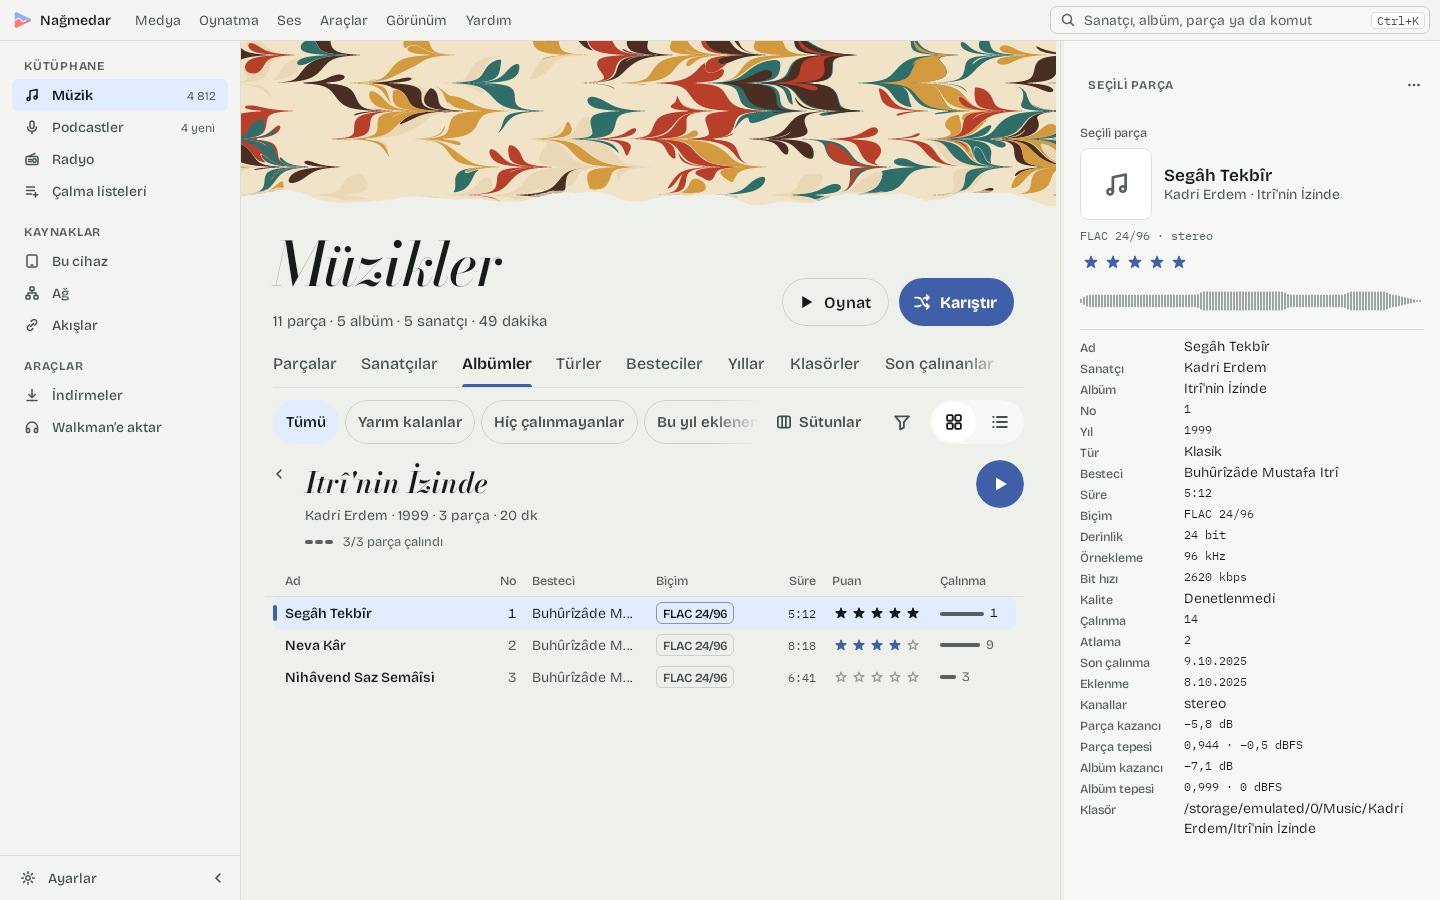 Nağmedar
Medya
Oynatma
Ses
Araçlar
Görünüm
Yardım
Sanatçı, albüm, parça ya da komut
Ctrl+K
KÜTÜPHANE
Müzik
4 812
Podcastler
4 yeni
Radyo
Çalma listeleri
KAYNAKLAR
Bu cihaz
Ağ
Akışlar
ARAÇLAR
İndirmeler
Walkman'e aktar
Ayarlar
Müzikler
11 parça · 5 albüm · 5 sanatçı · 49 dakika
Oynat
Karıştır
Parçalar
Sanatçılar
Albümler
Türler
Besteciler
Yıllar
Klasörler
Son çalınanlar
Tümü
Yarım kalanlar
Hiç çalınmayanlar
Bu yıl eklenen
Sütunlar
Itrî'nin İzinde
Kadri Erdem · 1999 · 3 parça · 20 dk
3/3 parça çalındı
Ad No Besteci Biçim Süre Puan Çalınma
Segâh Tekbîr 1 Buhûrîzâde M... FLAC 24/96 5:12 1
Neva Kâr 2 Buhûrîzâde M... FLAC 24/96 8:18 9
Nihâvend Saz Semâîsi 3 Buhûrîzâde M... FLAC 24/96 6:41 3
SEÇİLİ PARÇA
Seçili parça
Segâh Tekbîr
Kadri Erdem · Itrî'nin İzinde
FLAC 24/96 · stereo
Ad Segâh Tekbîr
Sanatçı Kadri Erdem
Albüm Itrî'nin İzinde
No 1
Yıl 1999
Tür Klasik
Besteci Buhûrîzâde Mustafa Itrî
Süre 5:12
Biçim FLAC 24/96
Derinlik 24 bit
Örnekleme 96 kHz
Bit hızı 2620 kbps
Kalite Denetlenmedi
Çalınma 14
Atlama 2
Son çalınma 9.10.2025
Eklenme 8.10.2025
Kanallar stereo
Parça kazancı −5,8 dB
Parça tepesi 0,944 · −0,5 dBFS
Albüm kazancı −7,1 dB
Albüm tepesi 0,999 · 0 dBFS
Klasör /storage/emulated/0/Music/Kadri
Erdem/Itrî'nin İzinde